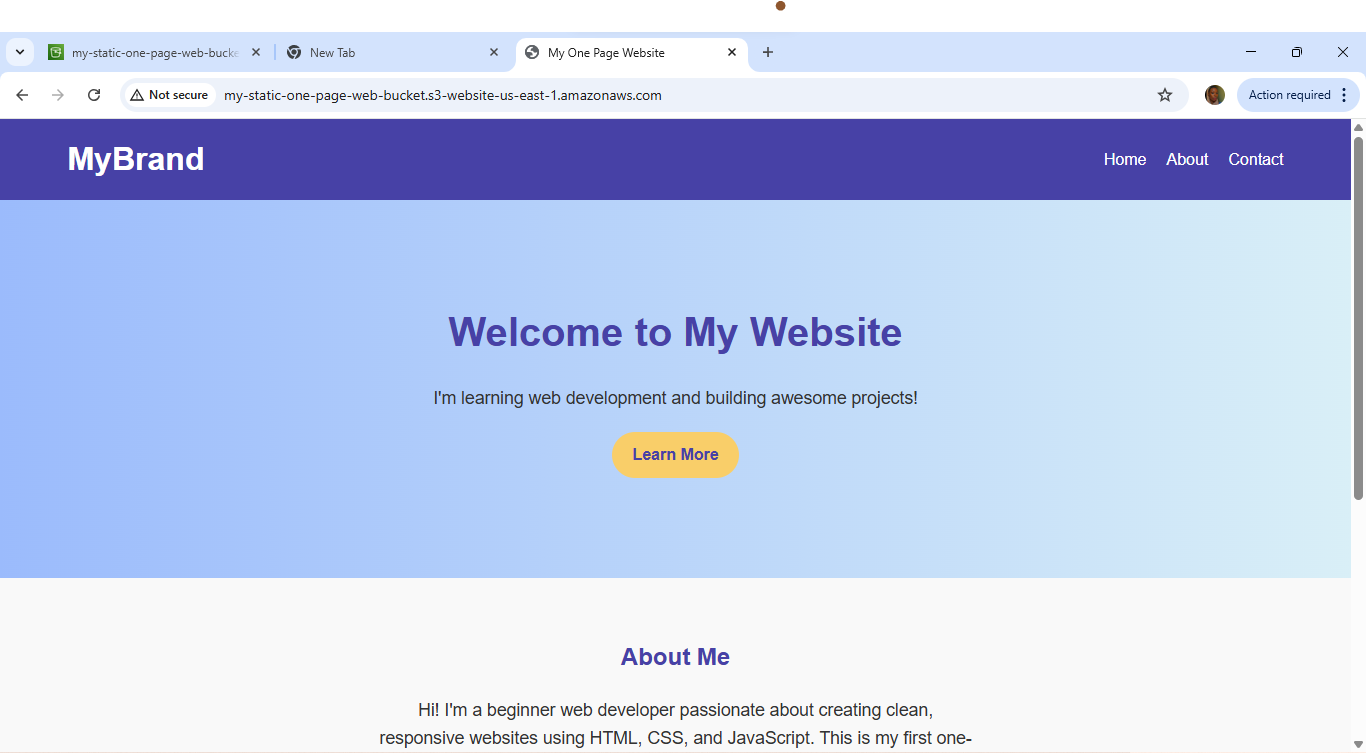 my-static-one-page-web-bucke
New Tab
My One Page Website
Not secure
my-static-one-page-web-bucket.s3-website-us-east-1.amazonaws.com
Action required
MyBrand
Home
About
Contact
Welcome to My Website
I'm learning web development and building awesome projects!
Learn More
About Me
Hi! I'm a beginner web developer passionate about creating clean,
responsive websites using HTML, CSS, and JavaScript. This is my first one-